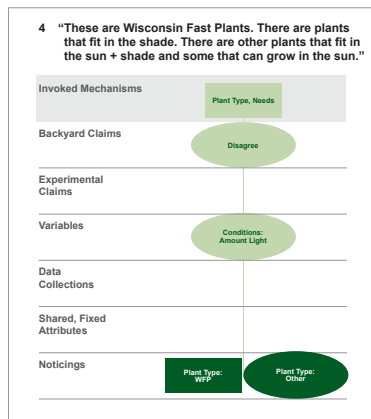 4 “These are Wisconsin Fast Plants. There are plants
that fit in the shade. There are other plants that fit in
the sun + shade and some that can grow in the sun.”
Invoked Mechanisms
Plant Type, Needs
Backyard Claims
Disagree
Experimental
Claims
Variables
Conditions:
Amount Light
Data
Collections
Shared, Fixed
Attributes
Noticings
Plant Type:
WFP
Plant Type:
Other